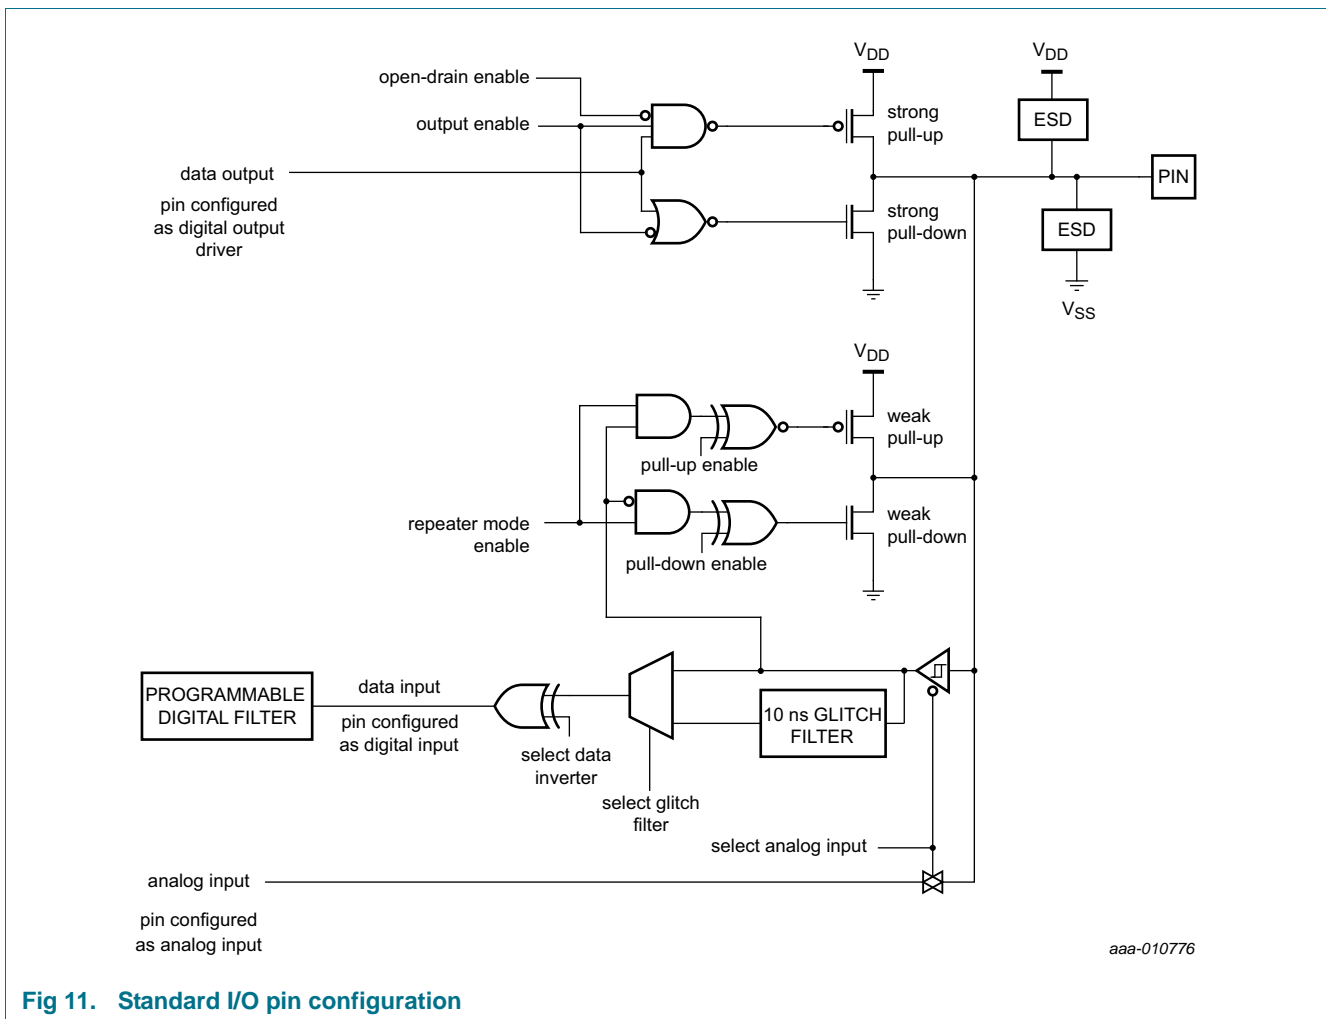 VDD
VDD
open-drain enable
strong
pull-up
ESD
output enable
data output
PIN
pin configured
as digital output
driver
strong
pull-down
ESD
VSS
VDD
weak
pull-up
pull-up enable
repeater mode
enable
weak
pull-down
pull-down enable
PROGRAMMABLE
DIGITAL FILTER
data input
pin configured
as digital input
select data
inverter
10 ns GLITCH
FILTER
select glitch
filter
select analog input
analog input
pin configured
as analog input
aaa-010776
Fig 11. Standard I/O pin configuration